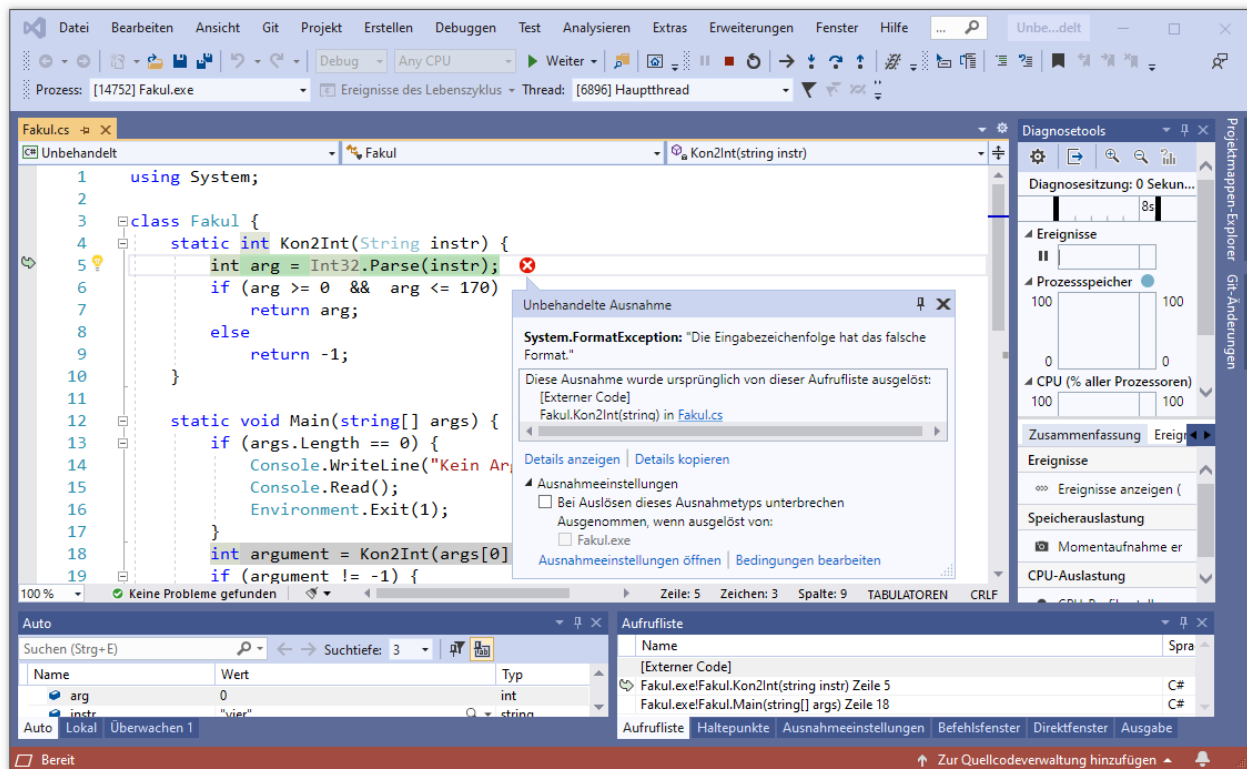 Datei Bearbeiten Ansicht Git Projekt Erstellen Debuggen Test Analysieren Extras Erweiterungen Fenster Hilfe ... Unbe...delt
Debug Any CPU Weiter
Prozess: [14752] Fakul.exe Ereignisse des Lebenszyklus Thread: [6896] Hauptthread
Fakul.cs
C# Unbehandelt Fakul Kon2Int(string instr)
1 using System;
2
3 class Fakul {
4 static int Kon2Int(String instr) {
5 int arg = Int32.Parse(instr);
6 if (arg >= 0 && arg <= 170)
7 return arg;
8 else
9 return -1;
10 }
11
12 static void Main(string[] args) {
13 if (args.Length == 0) {
14 Console.WriteLine("Kein
15 Console.Read();
16 Environment.Exit(1);
17 }
18 int argument = Kon2Int(args[0]
19 if (argument != -1) {
Unbehandelte Ausnahme
System.FormatException: "Die Eingabezeichenfolge hat das falsche
Format."
Diese Ausnahme wurde ursprünglich von dieser Aufrufliste ausgelöst:
[Externer Code]
Fakul.Kon2Int(string) in Fakul.cs
Details anzeigen | Details kopieren
Ausnahmeeinstellungen
Bei Auslösen dieses Ausnahmetyps unterbrechen
Ausgenommen, wenn ausgelöst von:
Fakul.exe
Ausnahmeeinstellungen öffnen | Bedingungen bearbeiten
100 % Keine Probleme gefunden Zeile: 5 Zeichen: 3 Spalte: 9 TABULATOREN CRLF
Diagnosetools
Diagnosesitzung: 0 Sekun...
8s
Ereignisse
Prozessspeicher
100 100
0 0
CPU (% aller Prozessoren)
100 100
Zusammenfassung Ereigr
Ereignisse
Ereignisse anzeigen (
Speicherauslastung
Momentaufnahme er
CPU-Auslastung
Projektmappen-Explorer
Git-Änderungen
Auto
Suchen (Strg+E) Suchtiefe: 3
Name Wert Typ
arg 0 int
instr "vier" string
Auto Lokal Überwachen 1
Aufrufliste
Name Spra
[Externer Code]
Fakul.exe!Fakul.Kon2Int(string instr) Zeile 5 C#
Fakul.exe!Fakul.Main(string[] args) Zeile 18 C#
Aufrufliste Haltepunkte Ausnahmeeinstellungen Befehlsfenster Direktfenster Ausgabe
Bereit Zur Quellcodeverwaltung hinzufügen